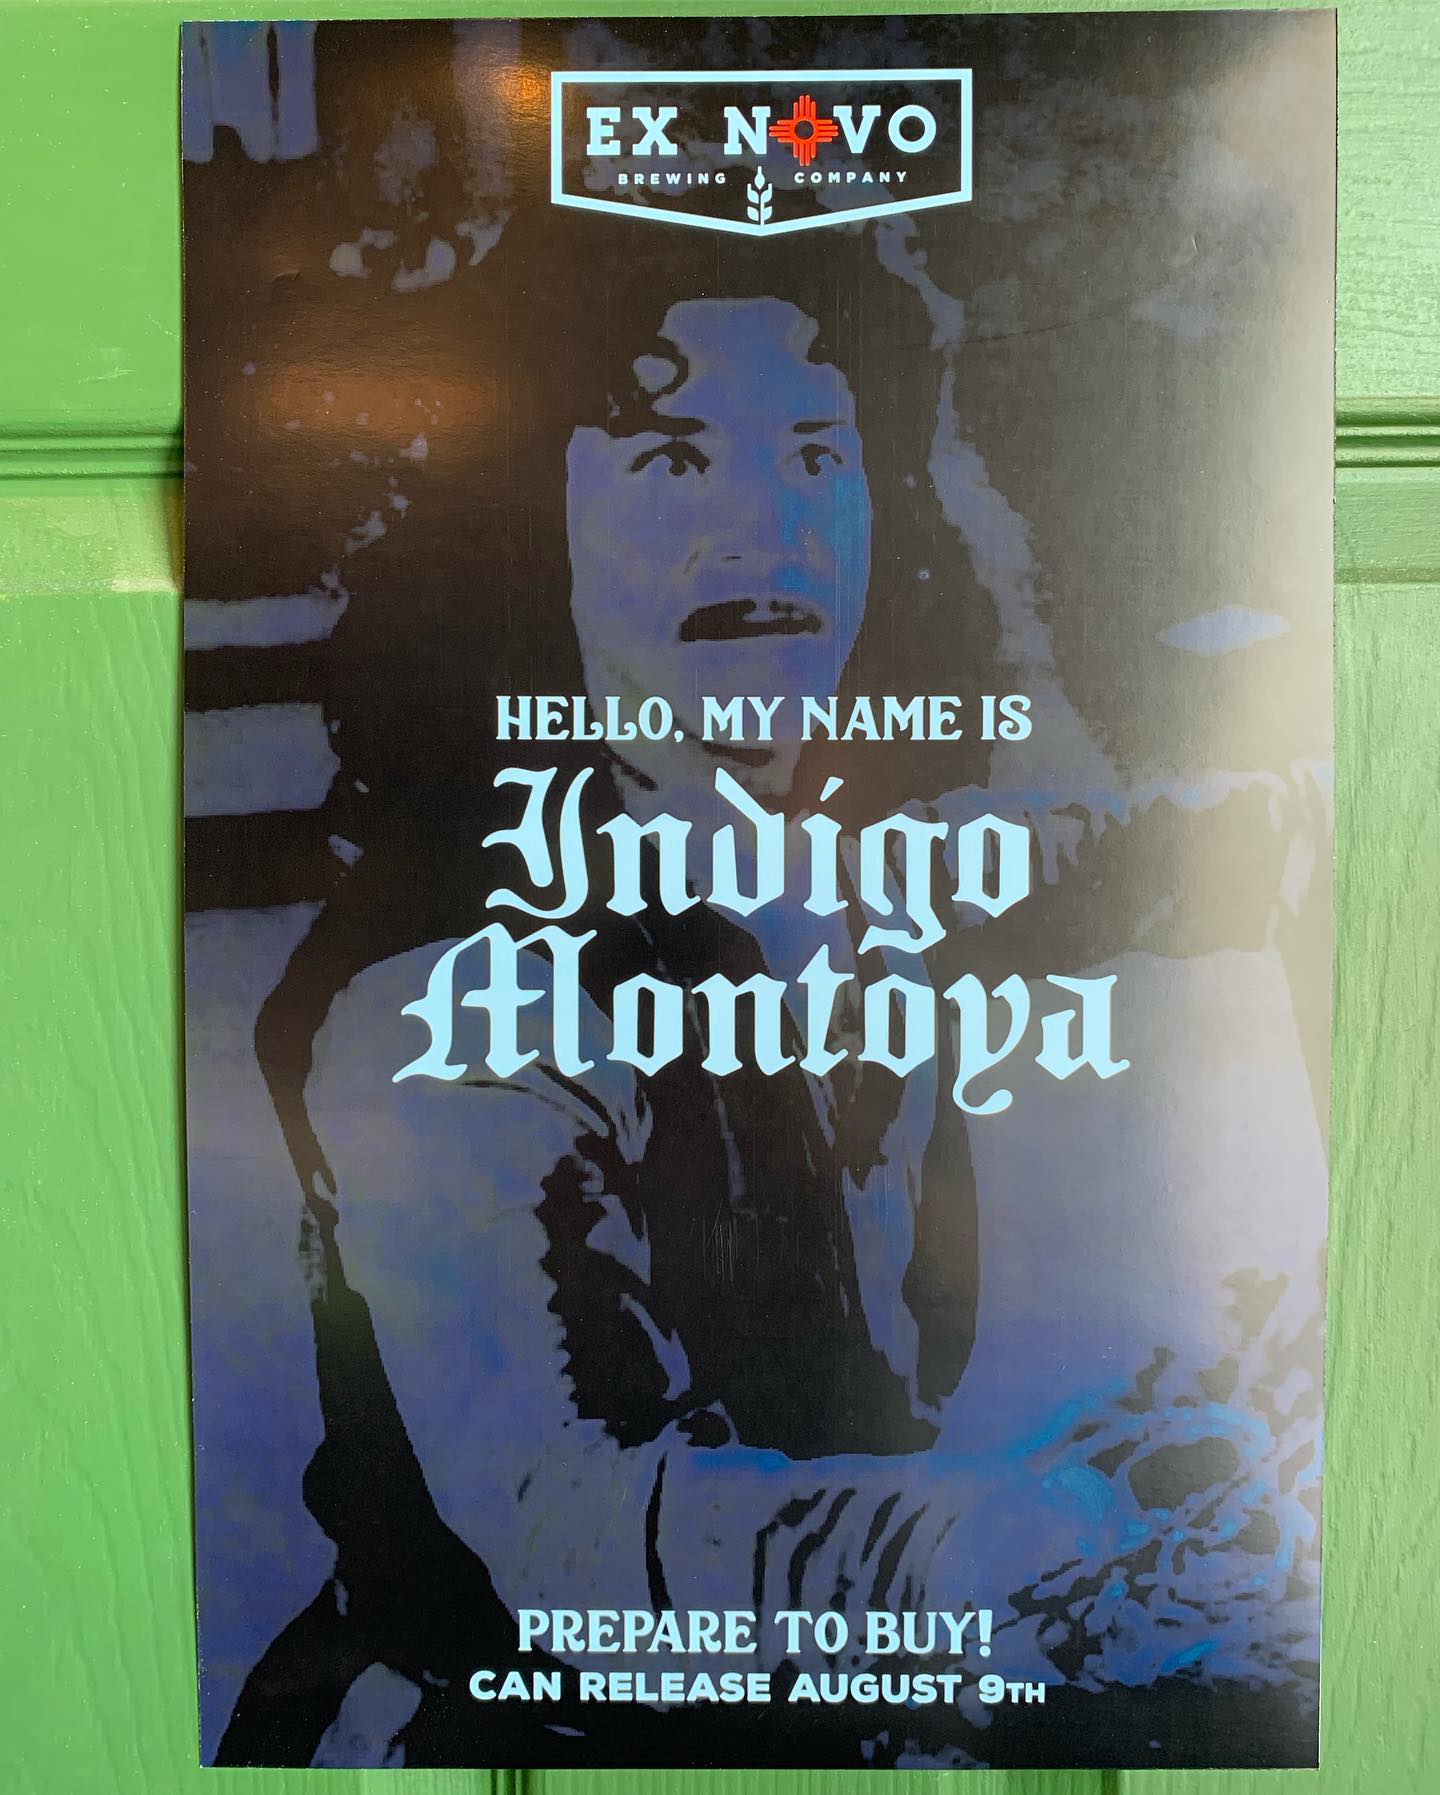 EX NOVO
BREWING COMPANY
HELLO, MY NAME IS
Indigo
Montoya
PREPARE TO BUY!
CAN RELEASE AUGUST 9TH